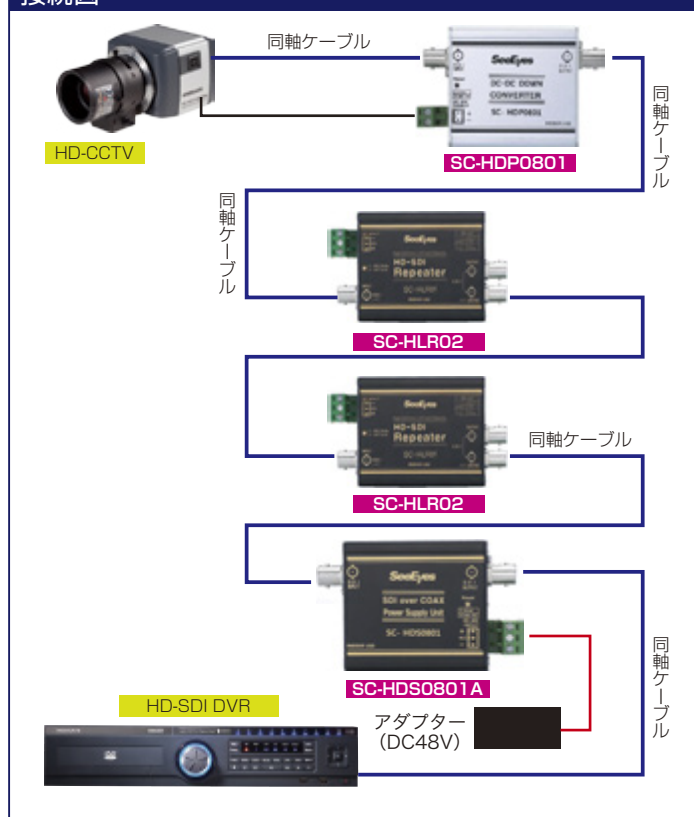 接続図
同軸ケーブル
SeeEyes
DC-DC DOWN
CONVERTER
SC-HDP0801
同軸ケーブル
HD-CCTV
SC-HDP0801
同軸ケーブル
SeeEyes
HD-SDI
Repeater
SC-HLR02
SeeEyes
HD-SDI
Repeater
同軸ケーブル
SC-HLR02
SeeEyes
SDI over COAX
Power Supply Unit
SC-HDS0801
SC-HDS0801A
同軸ケーブル
HD-SDI DVR
アダプター
（DC48V）